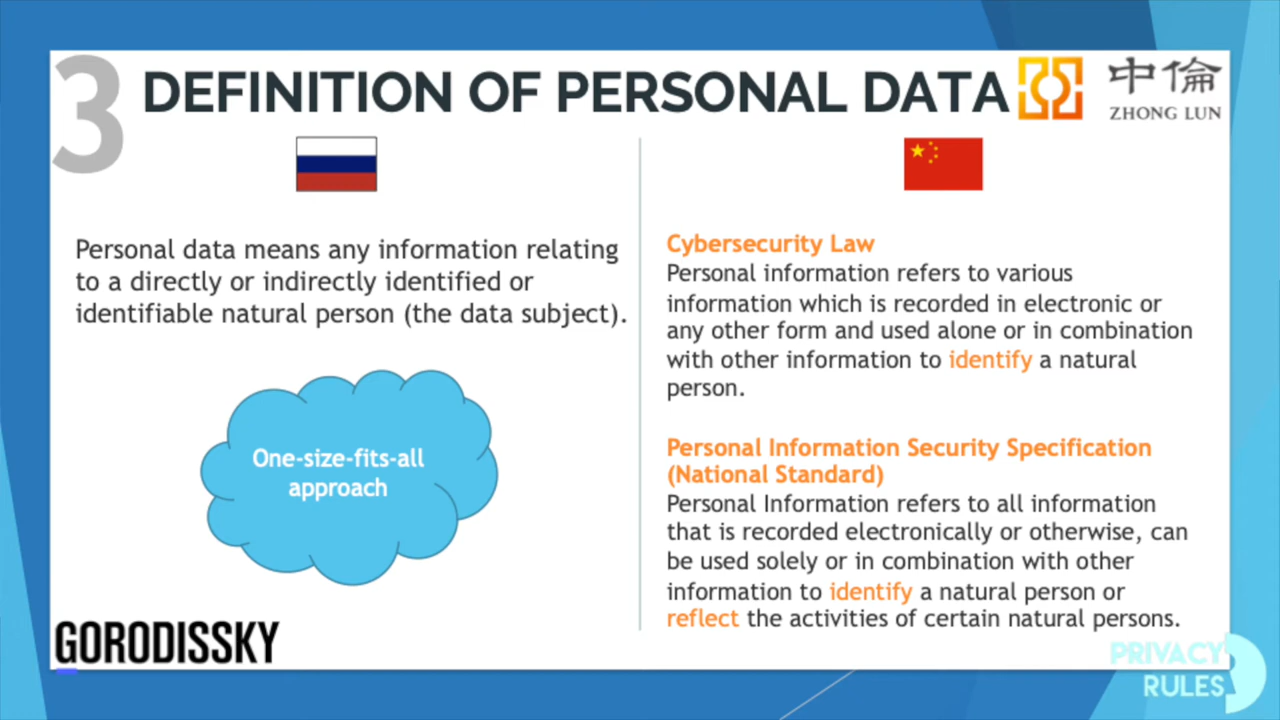 3
DEFINITION OF PERSONAL DATA
中倫
ZHONG LUN
Personal data means any information relating
to a directly or indirectly identified or
identifiable natural person (the data subject).
One-size-fits-all
approach
Cybersecurity Law
Personal information refers to various
information which is recorded in electronic or
any other form and used alone or in combination
with other information to identify a natural
person.
Personal Information Security Specification
(National Standard)
Personal Information refers to all information
that is recorded electronically or otherwise, can
be used solely or in combination with other
information to identify a natural person or
reflect the activities of certain natural persons.
GORODISSKY
PRIVACY
RULES